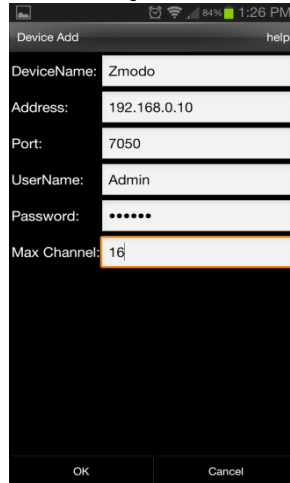 84% 1:26 PM
Device Add help
DeviceName: Zmodo
Address: 192.168.0.10
Port: 7050
UserName: Admin
Password: ••••••
Max Channel: 16
OK Cancel